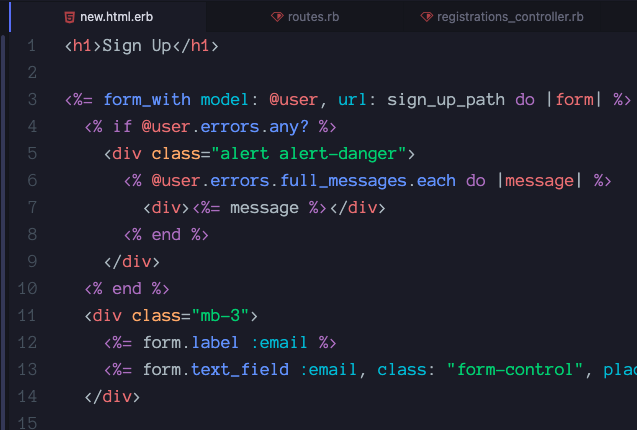 new.html.erb routes.rb registrations_controller.rb
1 <h1>Sign Up</h1>
2
3 <%= form_with model: @user, url: sign_up_path do |form| %>
4 <% if @user.errors.any? %>
5 <div class="alert alert-danger">
6 <% @user.errors.full_messages.each do |message| %>
7 <div><%= message %></div>
8 <% end %>
9 </div>
10 <% end %>
11 <div class="mb-3">
12 <%= form.label :email %>
13 <%= form.text_field :email, class: "form-control", plac
14 </div>
15